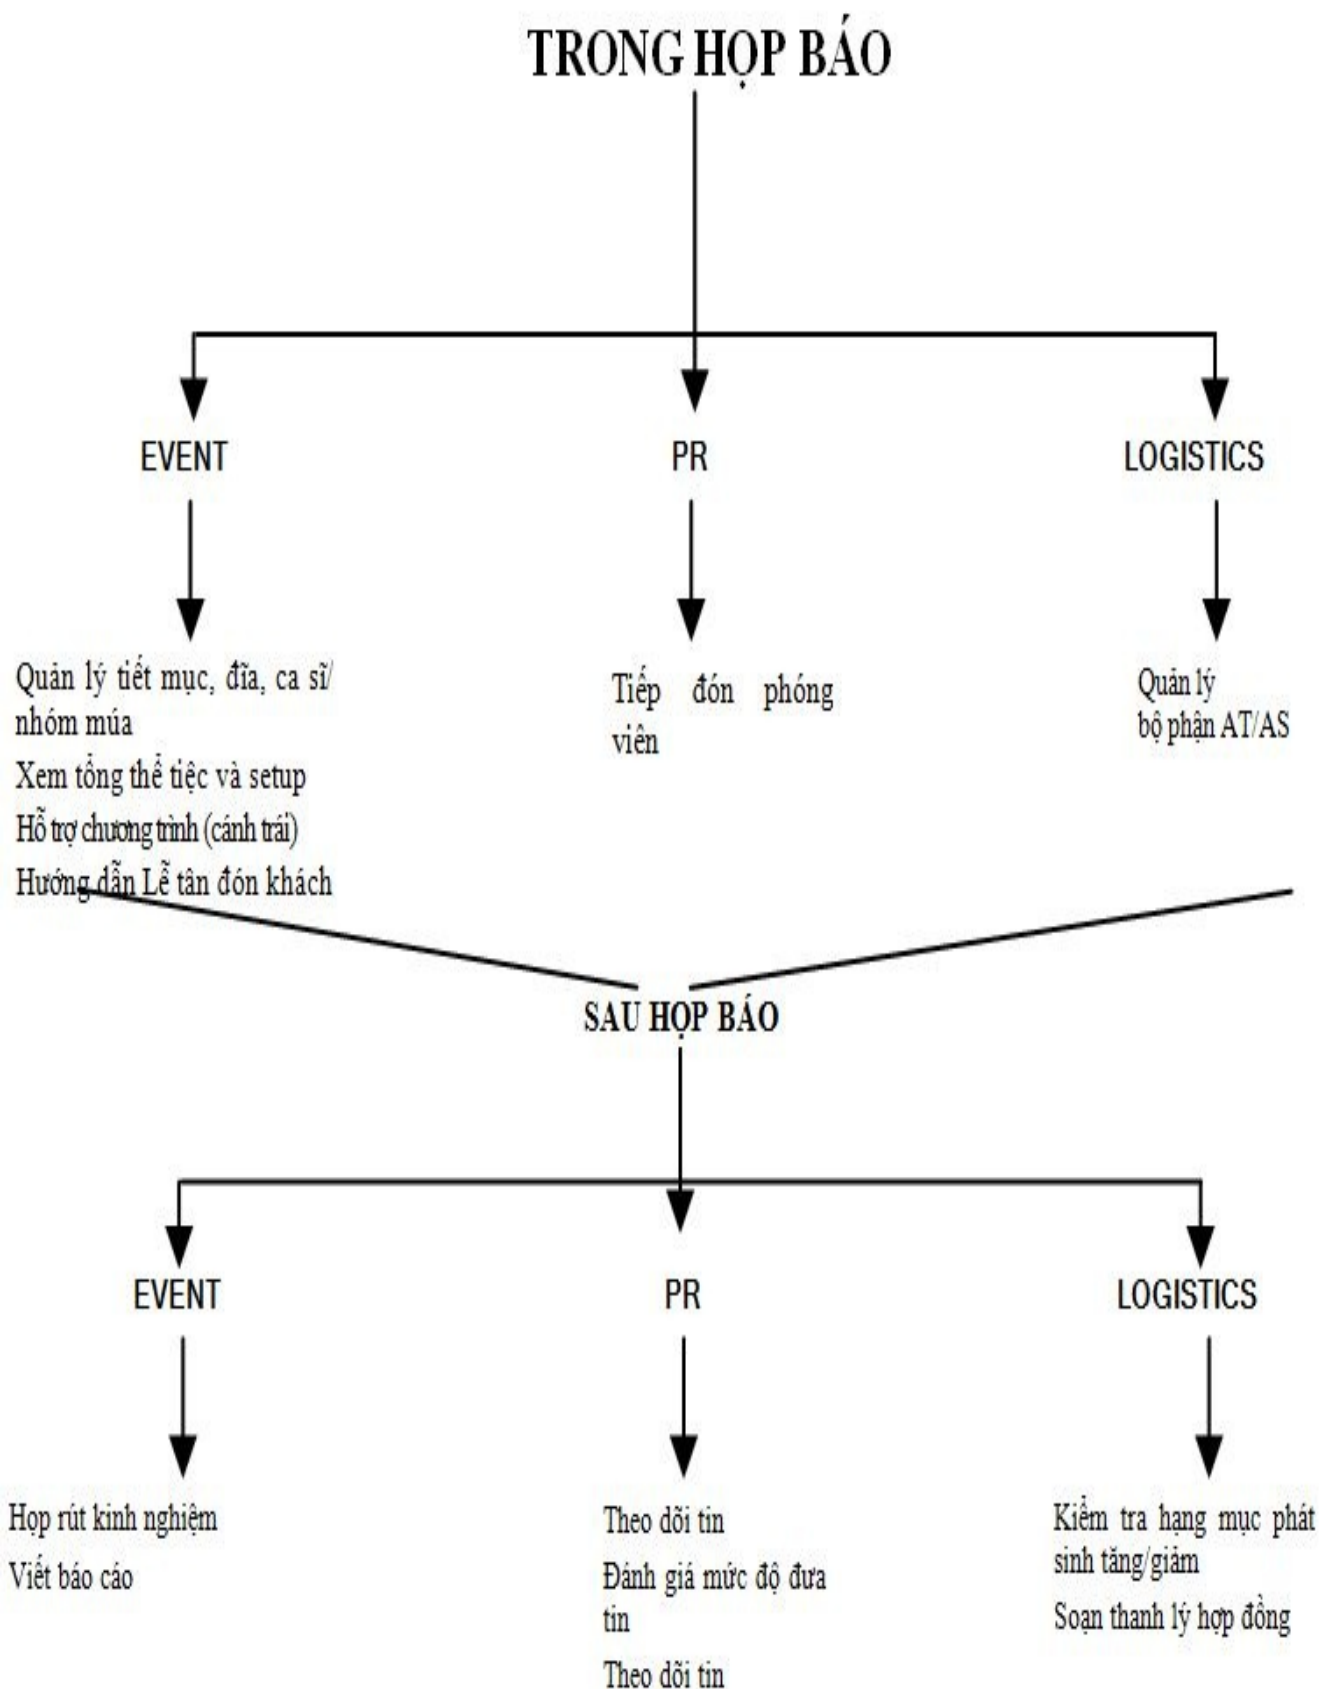 TRONG HỌP BÁO
EVENT
PR
LOGISTICS
Quản lý tiết mục, đĩa, ca sĩ/
nhóm múa
Xem tổng thể tiệc và setup
Hỗ trợ chương trình (cánh trái)
Hướng dẫn Lễ tân đón khách
Tiếp đón phóng
viên
Quản lý
bộ phận AT/AS
SAU HỌP BÁO
EVENT
PR
LOGISTICS
Họp rút kinh nghiệm
Viết báo cáo
Theo dõi tin
Đánh giá mức độ đưa
tin
Theo dõi tin
Kiểm tra hạng mục phát
sinh tăng/giảm
Soạn thanh lý hợp đồng